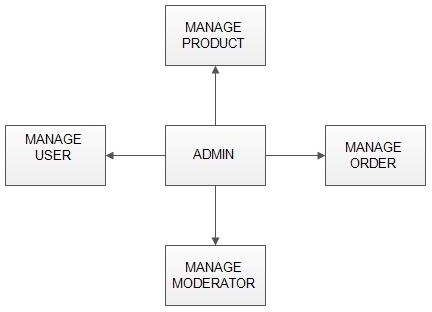 MANAGE
PRODUCT
MANAGE
USER
ADMIN
MANAGE
ORDER
MANAGE
MODERATOR